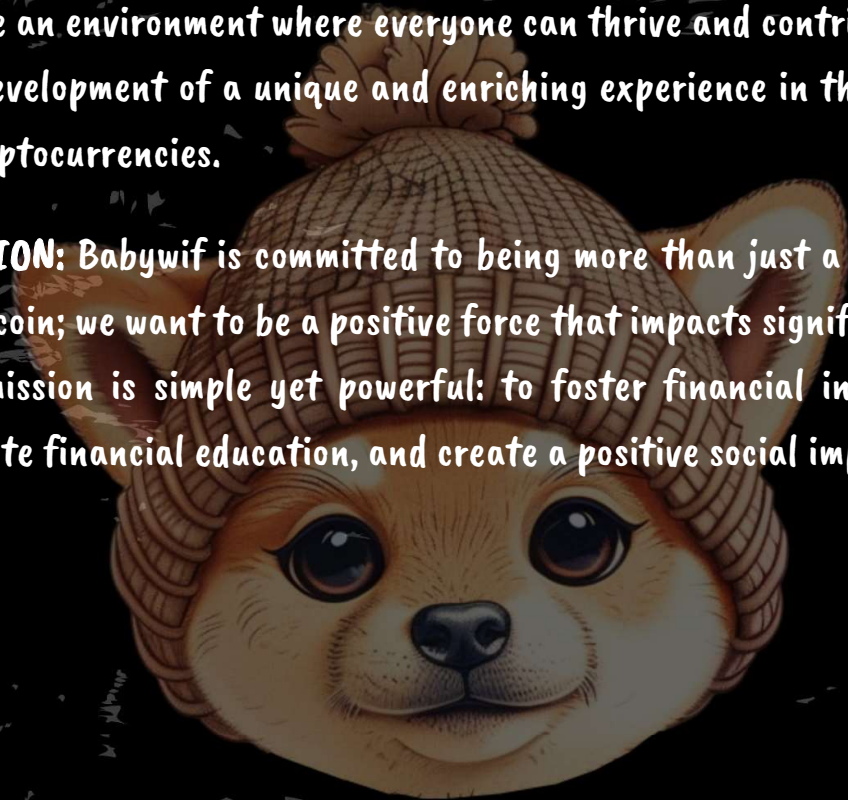 e an environment where everyone can thrive and contri
evelopment of a unique and enriching experience in th
ptocurrencies.
ION: Babywif is committed to being more than just a
coin; we want to be a positive force that impacts signif
ission is simple yet powerful: to foster financial in
te financial education, and create a positive social imp